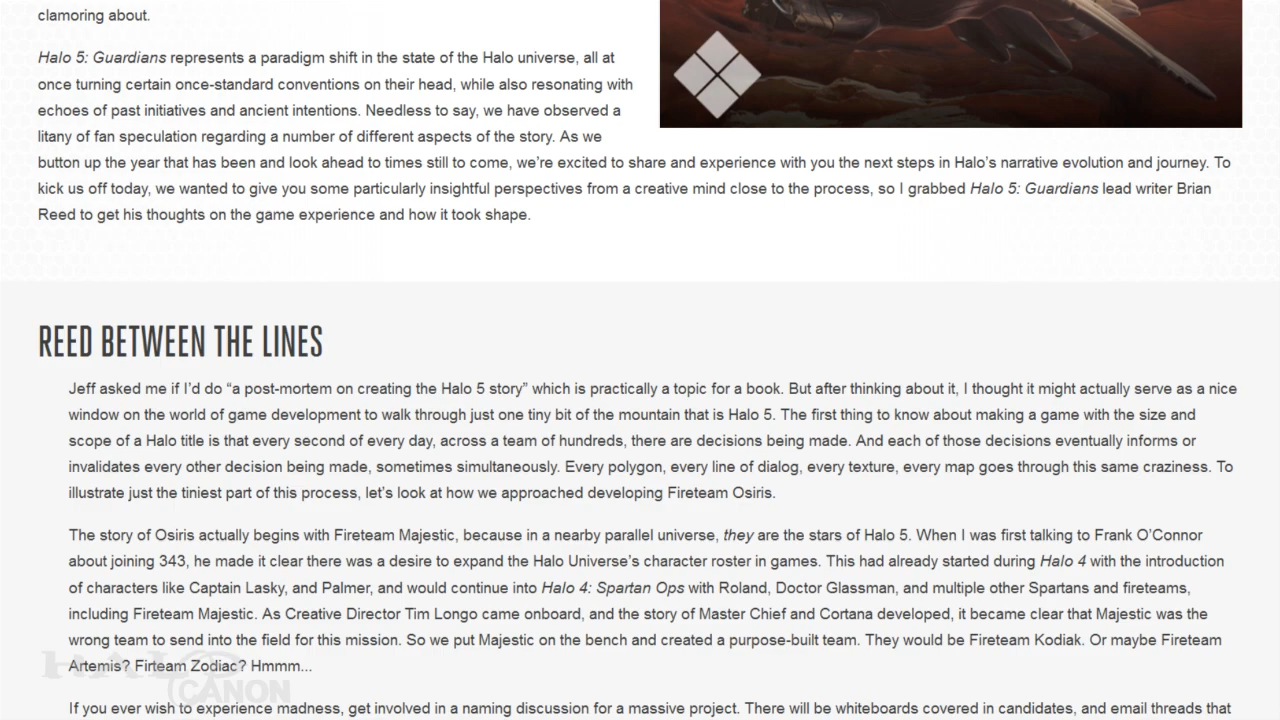 clamoring about.
Halo 5: Guardians represents a paradigm shift in the state of the Halo universe, all at
once turning certain once-standard conventions on their head, while also resonating with
echoes of past initiatives and ancient intentions. Needless to say, we have observed a
litany of fan speculation regarding a number of different aspects of the story. As we
button up the year that has been and look ahead to times still to come, we’re excited to share and experience with you the next steps in Halo’s narrative evolution and journey. To
kick us off today, we wanted to give you some particularly insightful perspectives from a creative mind close to the process, so I grabbed Halo 5: Guardians lead writer Brian
Reed to get his thoughts on the game experience and how it took shape.
REED BETWEEN THE LINES
Jeff asked me if I’d do “a post-mortem on creating the Halo 5 story” which is practically a topic for a book. But after thinking about it, I thought it might actually serve as a nice
window on the world of game development to walk through just one tiny bit of the mountain that is Halo 5. The first thing to know about making a game with the size and
scope of a Halo title is that every second of every day, across a team of hundreds, there are decisions being made. And each of those decisions eventually informs or
invalidates every other decision being made, sometimes simultaneously. Every polygon, every line of dialog, every texture, every map goes through this same craziness. To
illustrate just the tiniest part of this process, let’s look at how we approached developing Fireteam Osiris.
The story of Osiris actually begins with Fireteam Majestic, because in a nearby parallel universe, they are the stars of Halo 5. When I was first talking to Frank O’Connor
about joining 343, he made it clear there was a desire to expand the Halo Universe’s character roster in games. This had already started during Halo 4 with the introduction
of characters like Captain Lasky, and Palmer, and would continue into Halo 4: Spartan Ops with Roland, Doctor Glassman, and multiple other Spartans and fireteams,
including Fireteam Majestic. As Creative Director Tim Longo came onboard, and the story of Master Chief and Cortana developed, it became clear that Majestic was the
wrong team to send into the field for this mission. So we put Majestic on the bench and created a purpose-built team. They would be Fireteam Kodiak. Or maybe Fireteam
Artemis? Firteam Zodiac? Hmmm...
HALO
CANON
If you ever wish to experience madness, get involved in a naming discussion for a massive project. There will be whiteboards covered in candidates, and email threads that